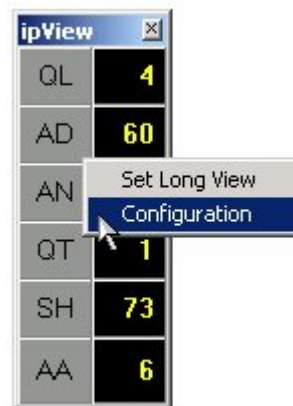 ipView
QL 4
AD 60
AN
Set Long View
Configuration
QT 1
SH 73
AA 6